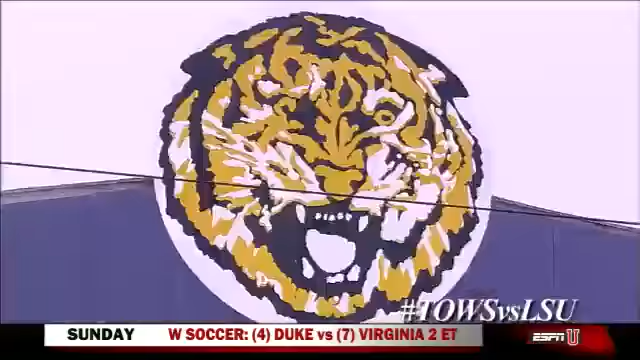 #TOWSvsLSU
SUNDAY W SOCCER: (4) DUKE vs (7) VIRGINIA 2 ET ESPN U